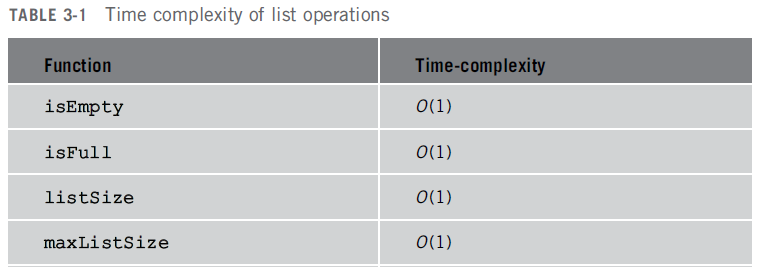 TABLE 3-1 Time complexity of list operations
Function Time-complexity
isEmpty O(1)
isFull O(1)
listSize O(1)
maxListSize O(1)